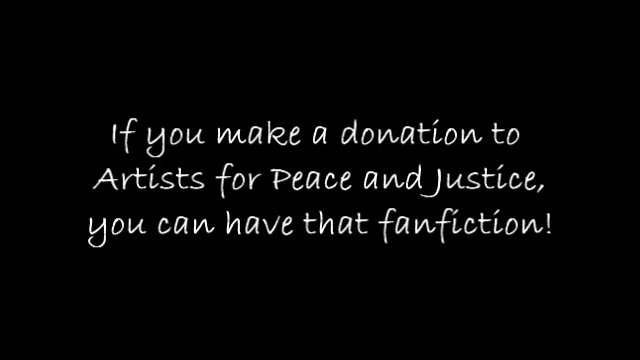 If you make a donation to
Artists for Peace and Justice,
you can have that fanfiction!